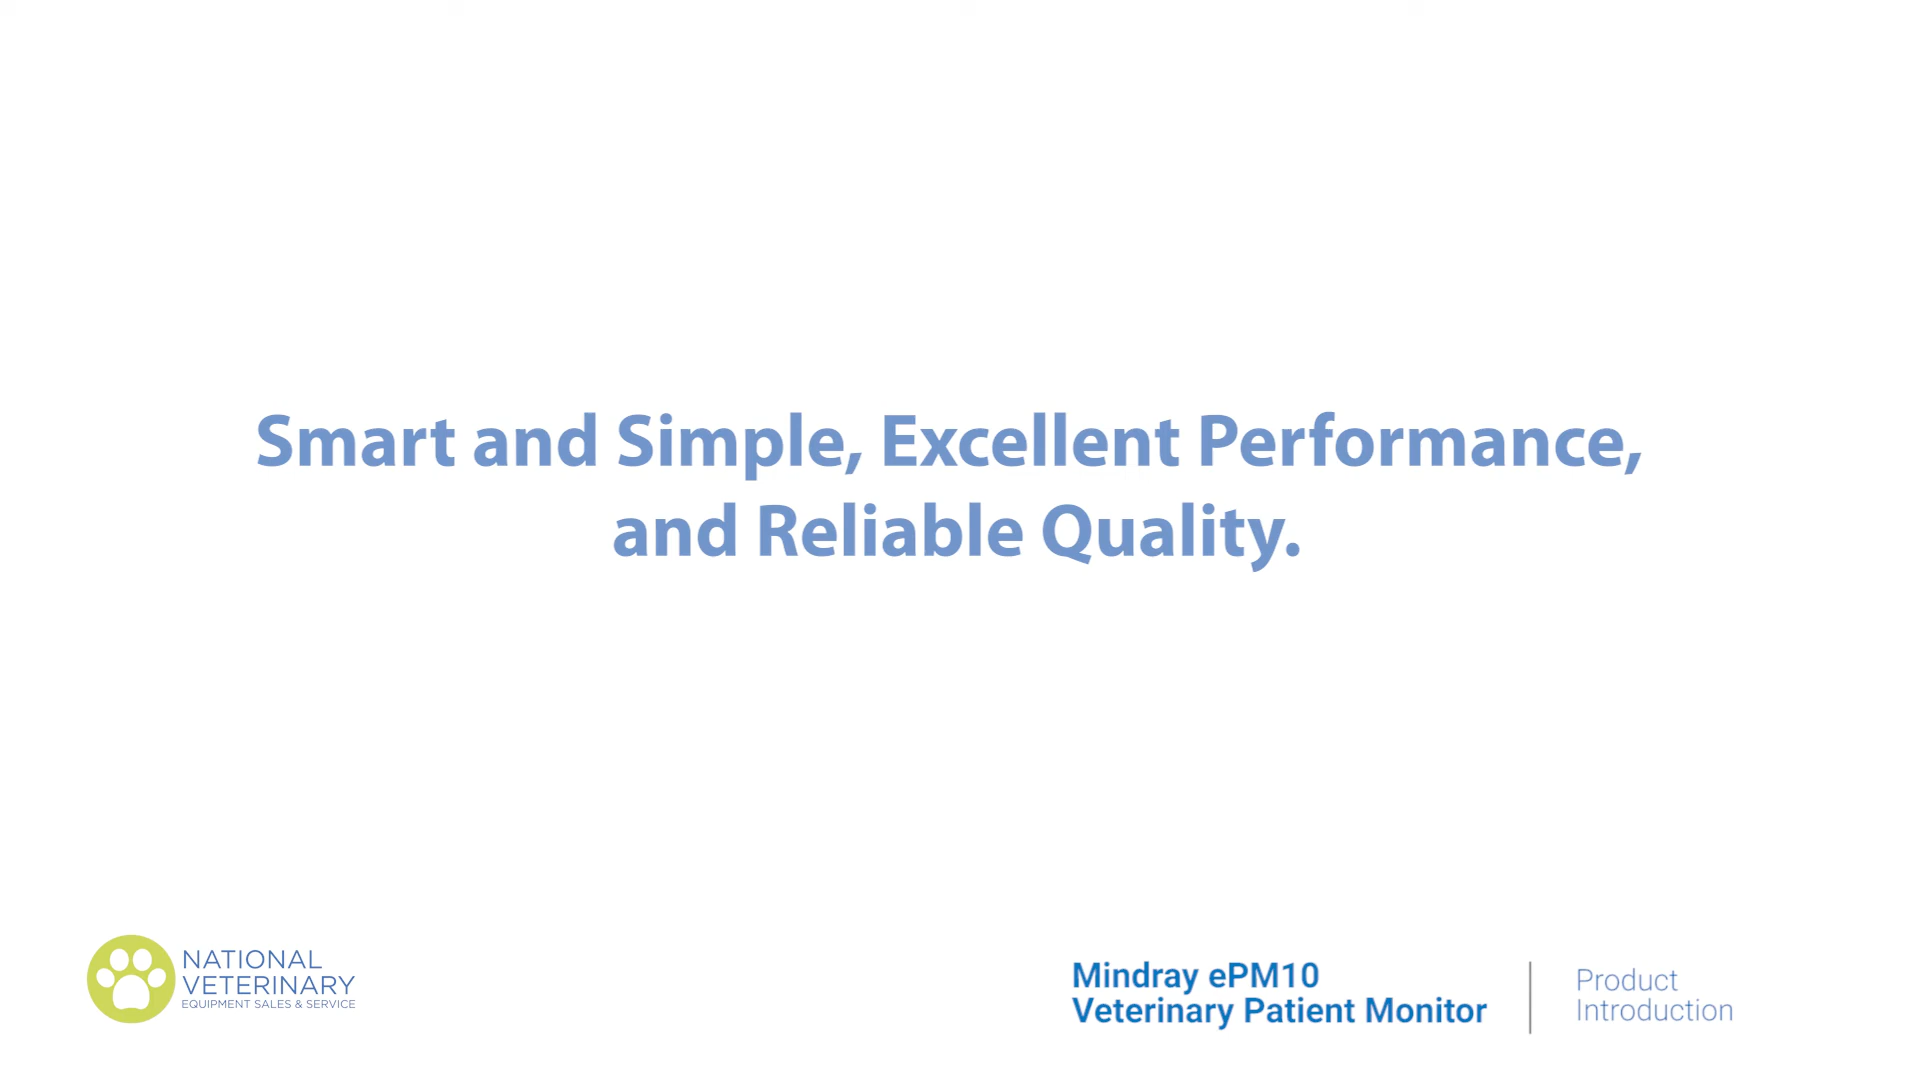 Smart and Simple, Excellent Performance,
and Reliable Quality.
NATIONAL
VETERINARY
EQUIPMENT SALES & SERVICE
Mindray ePM10
Veterinary Patient Monitor
Product
Introduction